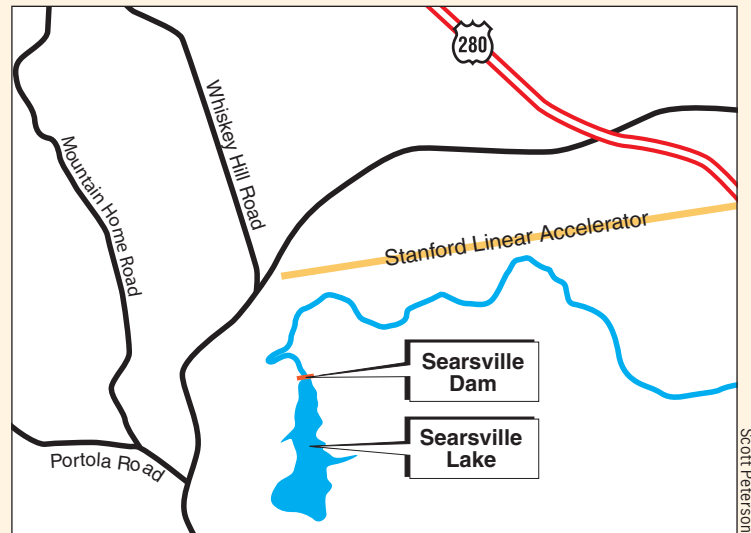 280
Whiskey Hill Road
Mountain Home Road
Stanford Linear Accelerator
Searsville
Dam
Searsville
Lake
Portola Road
Scott Peterson